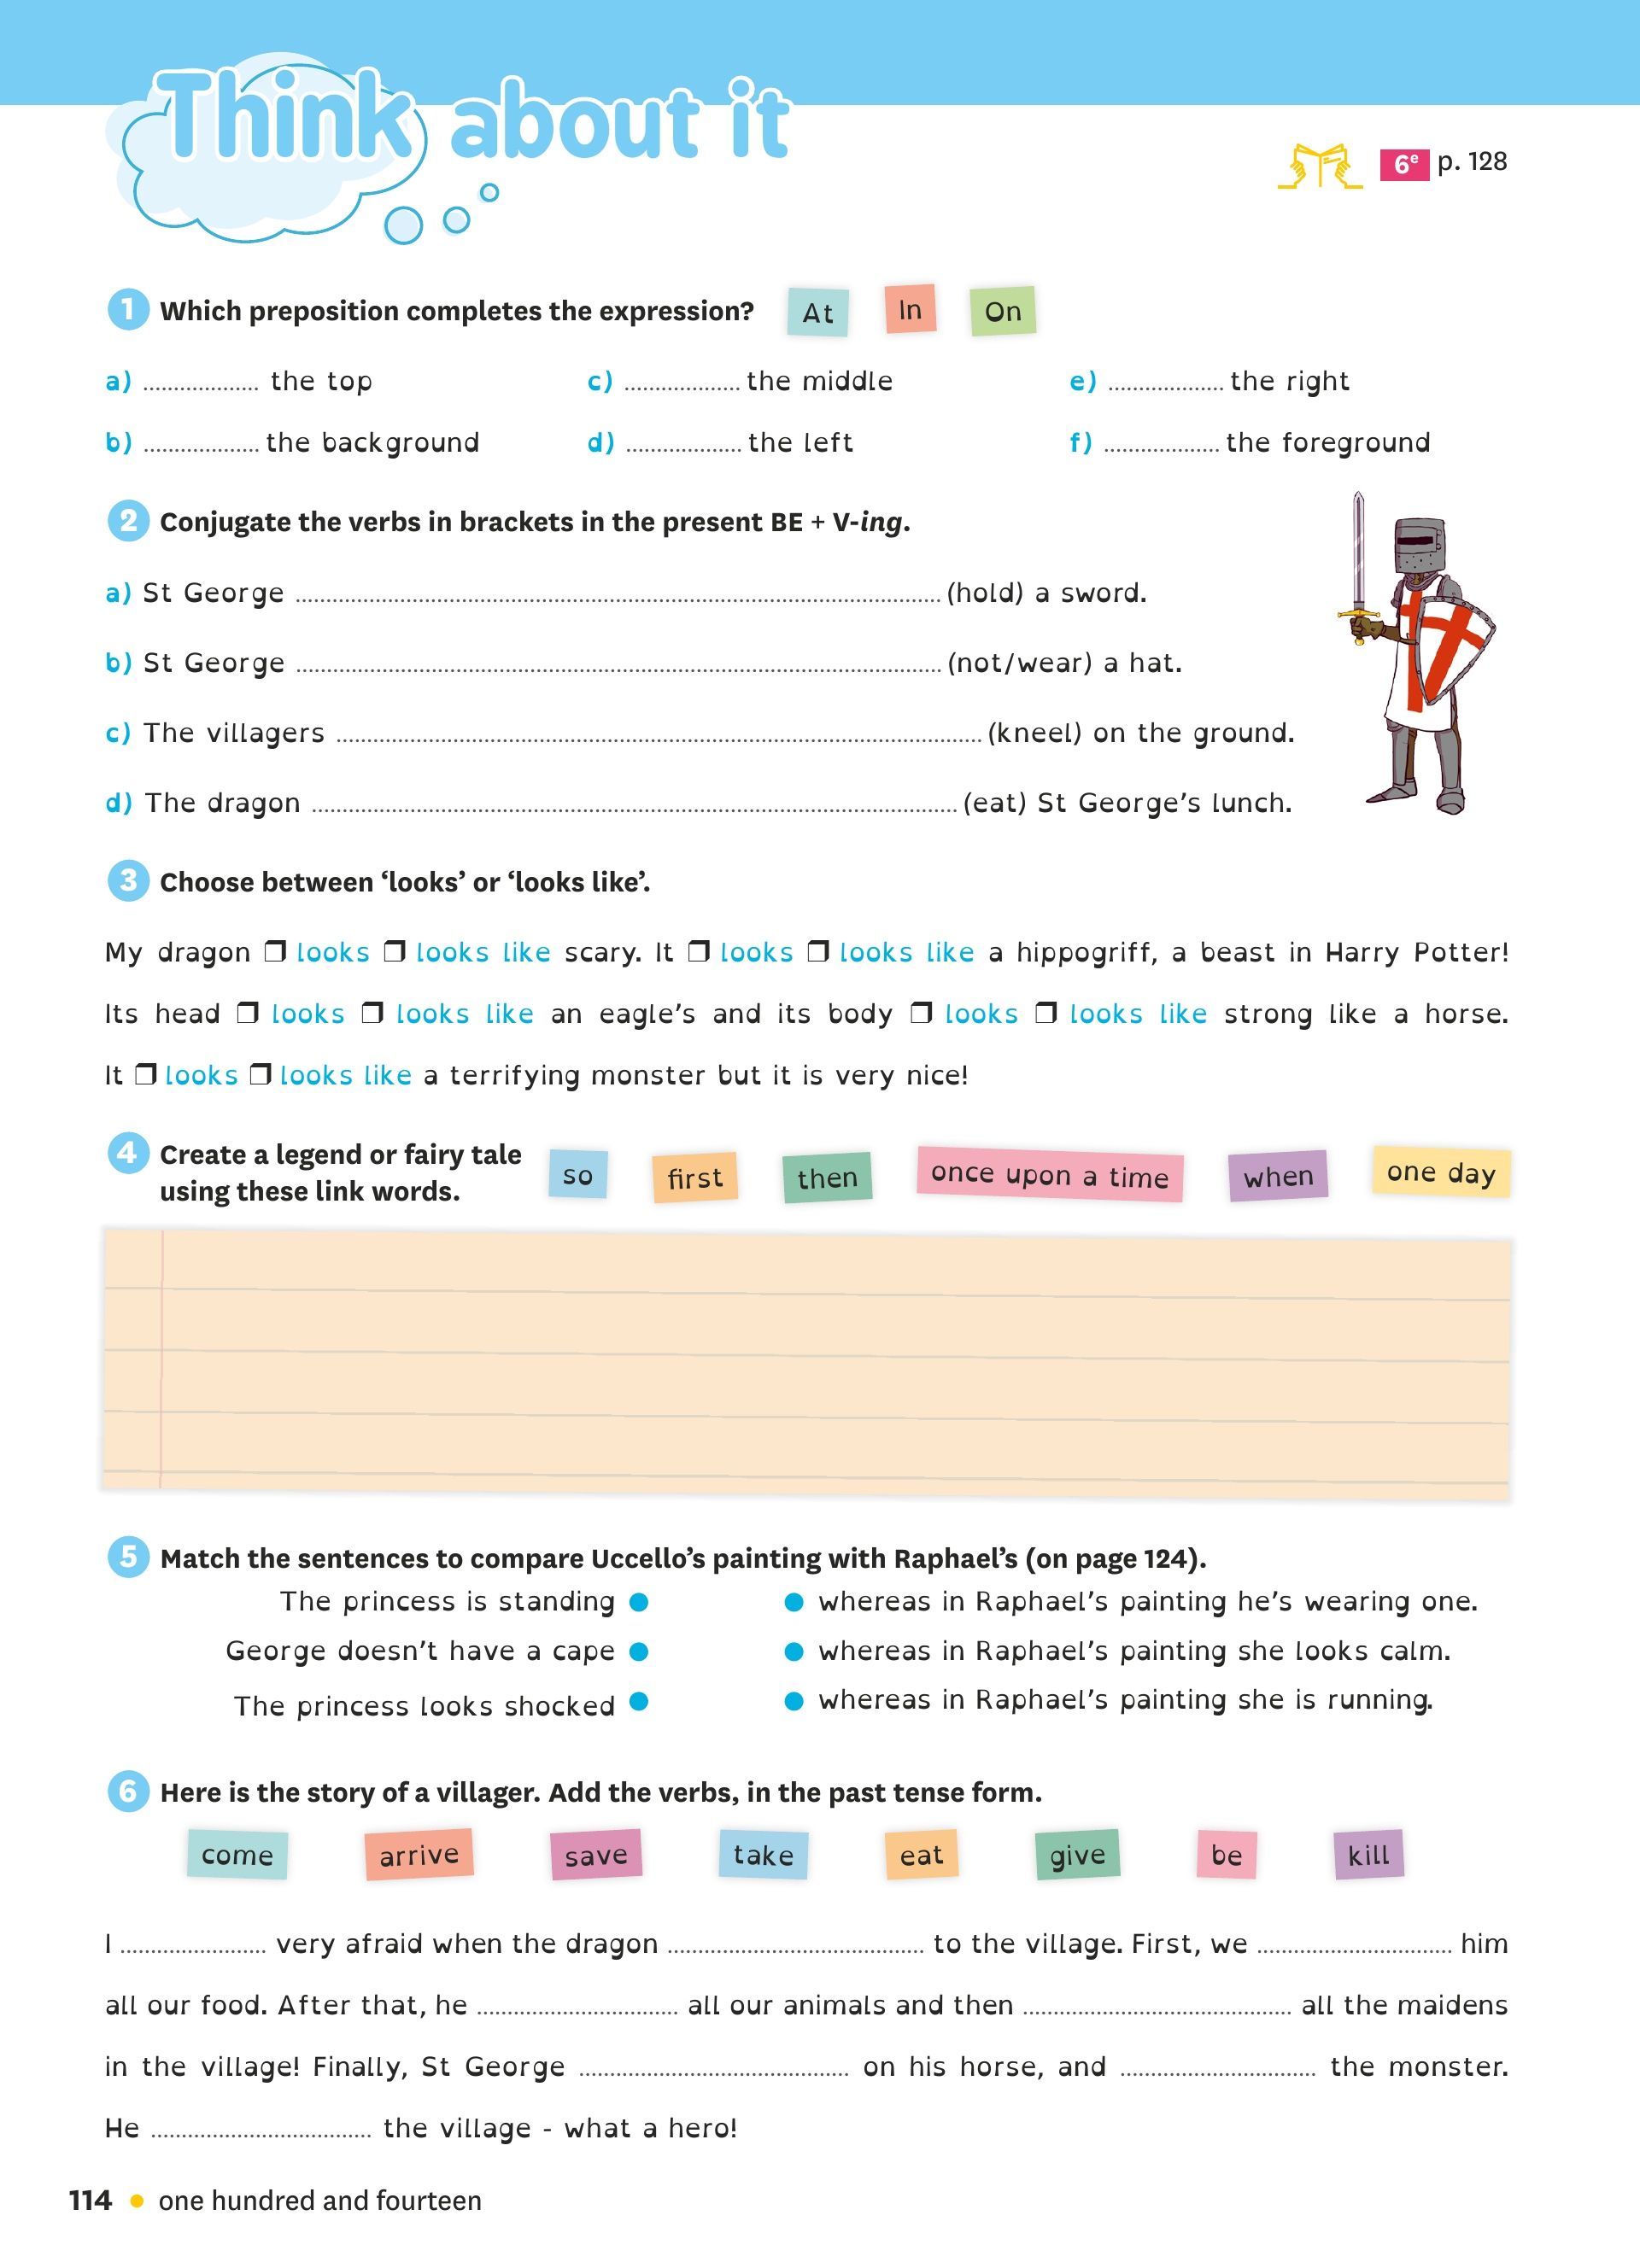 Think about it
6e p. 128
1 Which preposition completes the expression? At In On
a) ................... the top c) ................... the middle e) ................... the right
b) ................... the background d) ................... the left f) ................... the foreground
2 Conjugate the verbs in brackets in the present BE + V-ing.
a) St George ................... (hold) a sword.
b) St George ................... (not/wear) a hat.
c) The villagers ................... (kneel) on the ground.
d) The dragon ................... (eat) St George's lunch.
3 Choose between ‘looks’ or ‘looks like’.
My dragon ❒ looks ❒ looks like scary. It ❒ looks ❒ looks like a hippogriff, a beast in Harry Potter!
Its head ❒ looks ❒ looks like an eagle's and its body ❒ looks ❒ looks like strong like a horse.
It ❒ looks ❒ looks like a terrifying monster but it is very nice!
4 Create a legend or fairy tale
using these link words.
so first then once upon a time when one day
5 Match the sentences to compare Uccello's painting with Raphael's (on page 124).
The princess is standing ● ● whereas in Raphael's painting he's wearing one.
George doesn't have a cape ● ● whereas in Raphael's painting she looks calm.
The princess looks shocked ● ● whereas in Raphael's painting she is running.
6 Here is the story of a villager. Add the verbs, in the past tense form.
come arrive save take eat give be kill
I ................... very afraid when the dragon ................... to the village. First, we ................... him
all our food. After that, he ................... all our animals and then ................... all the maidens
in the village! Finally, St George ................... on his horse, and ................... the monster.
He ................... the village - what a hero!
114 • one hundred and fourteen